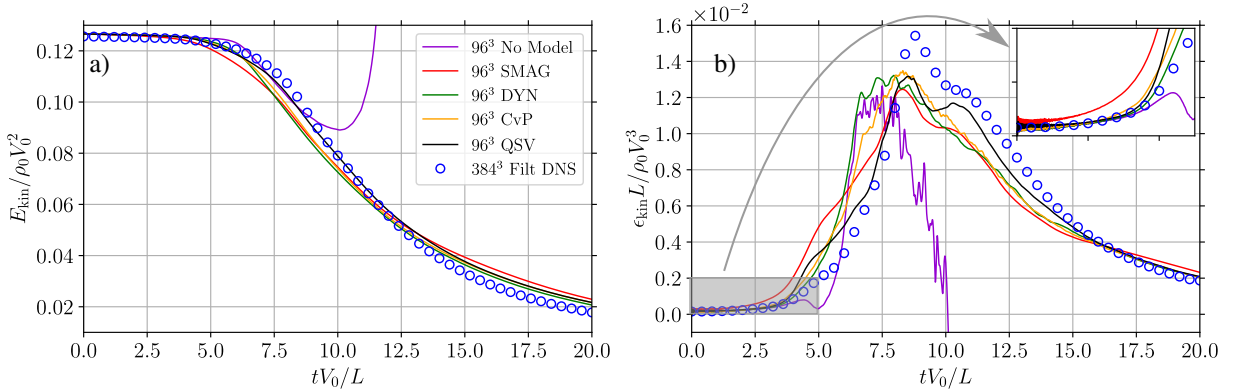 a)
E_kin/ρ_0V_0^2
0.12
0.10
0.08
0.06
0.04
0.02
0.0 2.5 5.0 7.5 10.0 12.5 15.0 17.5 20.0
tV_0/L
96^3 No Model
96^3 SMAG
96^3 DYN
96^3 CvP
96^3 QSV
384^3 Filt DNS
b)
×10^−2
ϵ_kin L/ρ_0V_0^3
1.6
1.4
1.2
1.0
0.8
0.6
0.4
0.2
0.0
0.0 2.5 5.0 7.5 10.0 12.5 15.0 17.5 20.0
tV_0/L